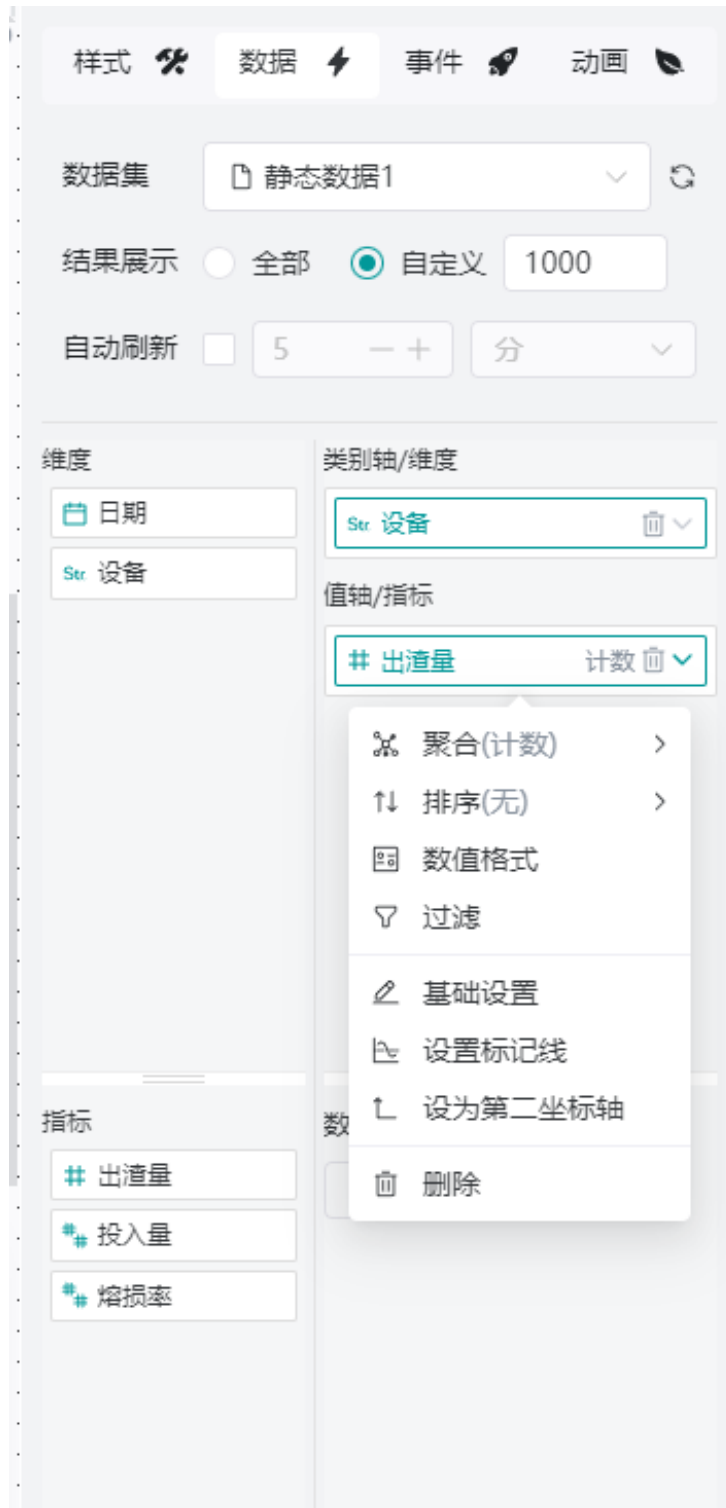 样式 数据 事件 动画
数据集 静态数据1
结果展示 全部 自定义 1000
自动刷新 5 分
维度
日期
Str 设备
类别轴/维度
Str 设备
值轴/指标
出渣量 计数
聚合(计数)
排序(无)
数值格式
过滤
基础设置
设置标记线
设为第二坐标轴
删除
指标
出渣量
投入量
熔损率
数